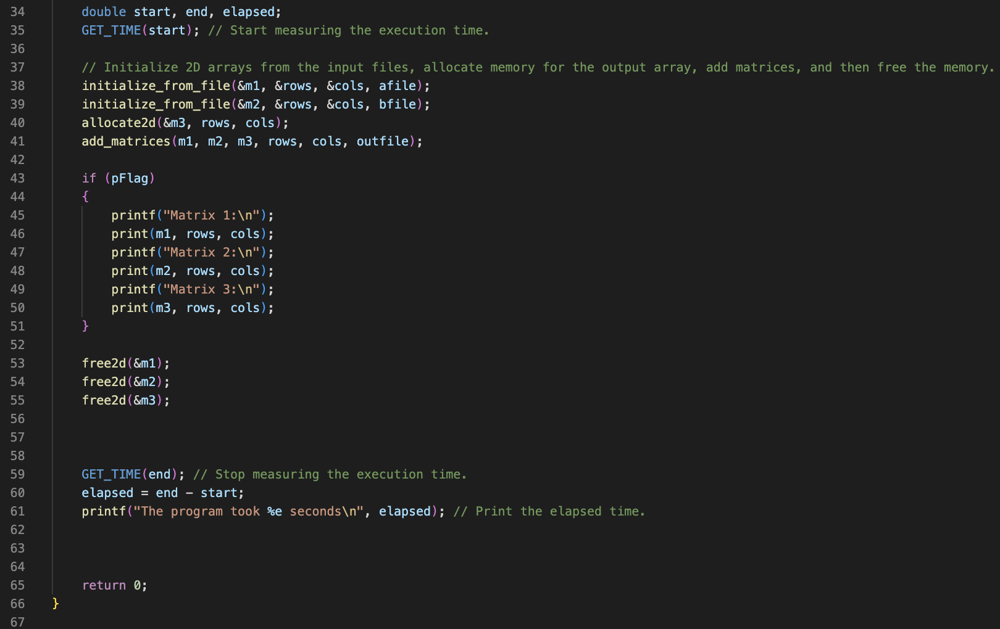 34 double start, end, elapsed;
35 GET_TIME(start); // Start measuring the execution time.
36
37 // Initialize 2D arrays from the input files, allocate memory for the output array, add matrices, and then free the memory.
38 initialize_from_file(&m1, &rows, &cols, afile);
39 initialize_from_file(&m2, &rows, &cols, bfile);
40 allocate2d(&m3, rows, cols);
41 add_matrices(m1, m2, m3, rows, cols, outfile);
42
43 if (pFlag)
44 {
45 printf("Matrix 1:\n");
46 print(m1, rows, cols);
47 printf("Matrix 2:\n");
48 print(m2, rows, cols);
49 printf("Matrix 3:\n");
50 print(m3, rows, cols);
51 }
52
53 free2d(&m1);
54 free2d(&m2);
55 free2d(&m3);
56
57
58
59 GET_TIME(end); // Stop measuring the execution time.
60 elapsed = end - start;
61 printf("The program took %e seconds\n", elapsed); // Print the elapsed time.
62
63
64
65 return 0;
66 }
67